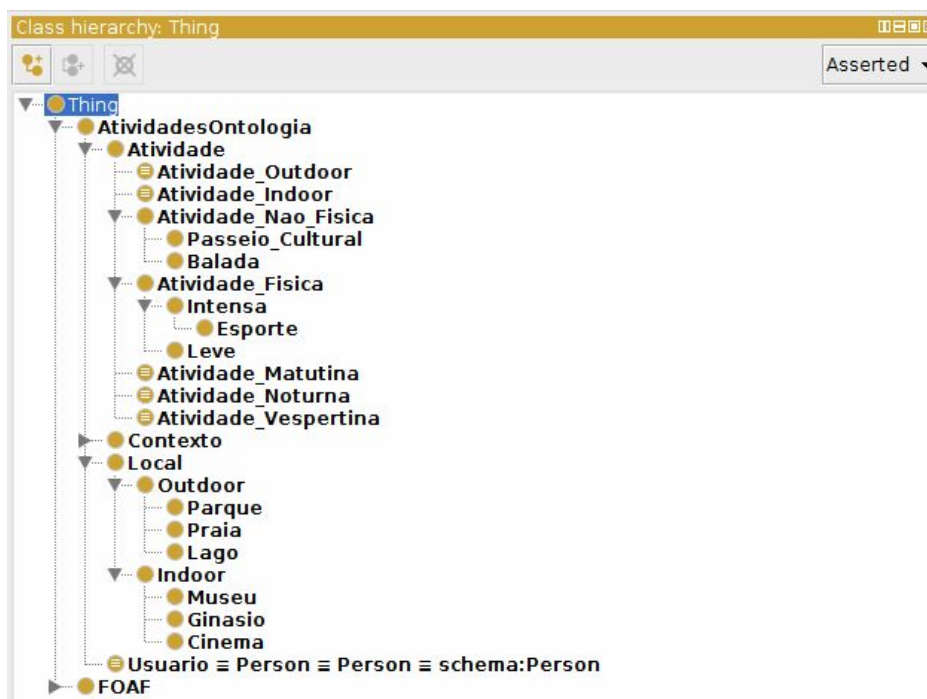 Class hierarchy: Thing
Asserted
Thing
AtividadesOntologia
Atividade
Atividade_Outdoor
Atividade_Indoor
Atividade_Nao_Fisica
Passeio_Cultural
Balada
Atividade_Fisica
Intensa
Esporte
Leve
Atividade_Matutina
Atividade_Noturna
Atividade_Vespertina
Contexto
Local
Outdoor
Parque
Praia
Lago
Indoor
Museu
Ginasio
Cinema
Usuario ≡ Person ≡ Person ≡ schema:Person
FOAF